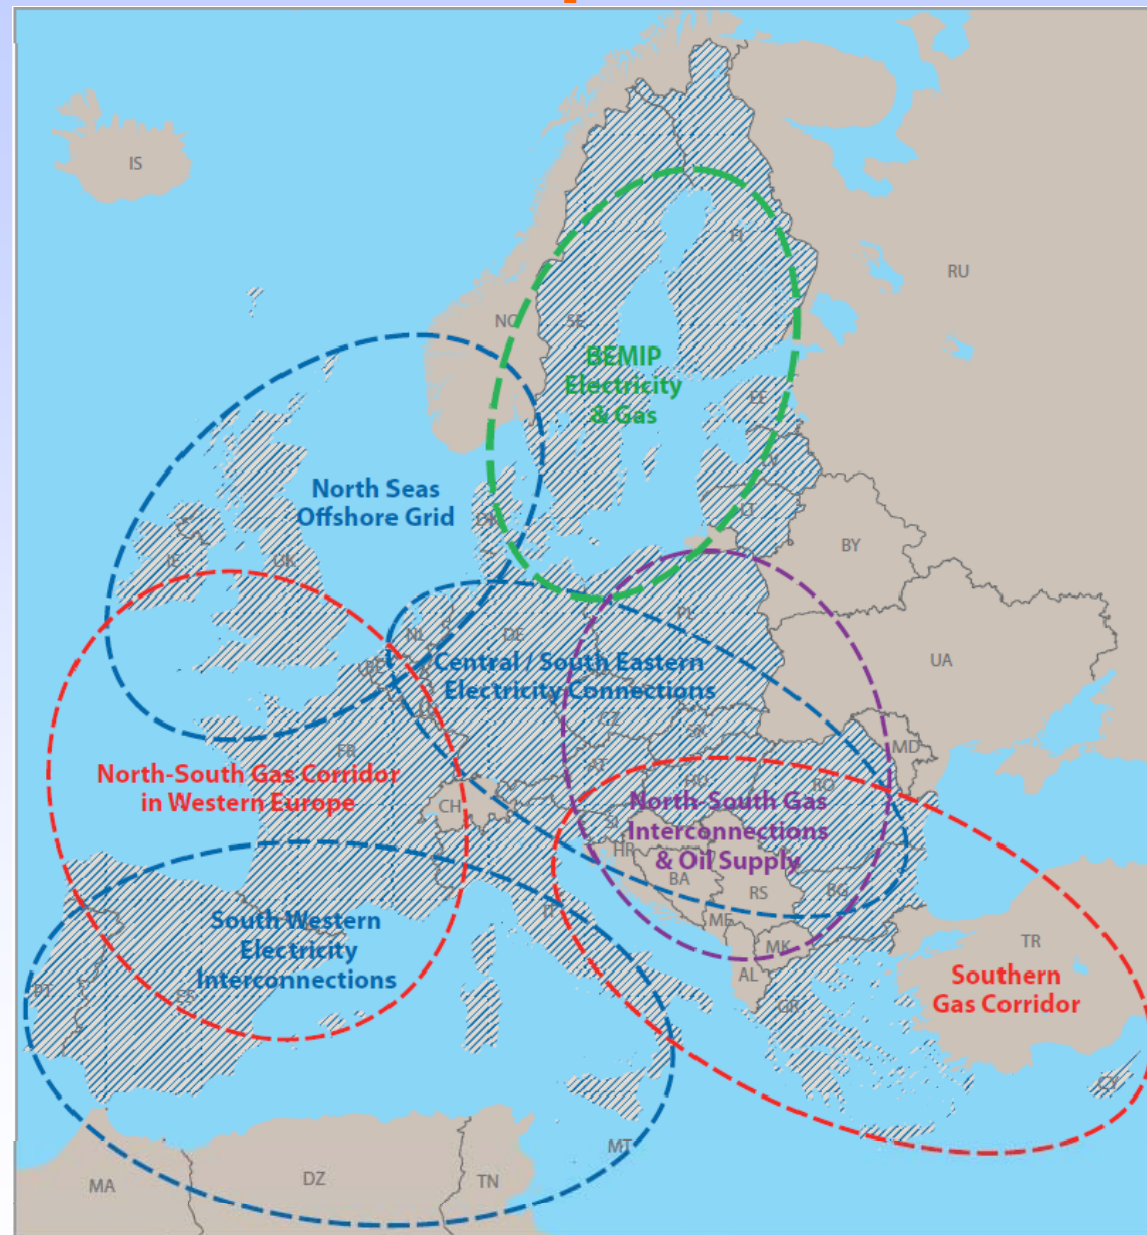 IS
RU
FI
NO
SE
BEMIP
Electricity
& Gas
EE
LV
LT
North Seas
Offshore Grid
DK
BY
IE
UK
PL
NL
DE
UA
BE
Central / South Eastern
Electricity Connections
CZ
SK
MD
FR
AT
HU
RO
North-South Gas Corridor
in Western Europe
CH
North-South Gas
Interconnections
& Oil Supply
SI
HR
BA
RS
BG
IT
ME
MK
AL
TR
South Western
Electricity
Interconnections
PT
ES
Southern
Gas Corridor
GR
CY
MT
MA
DZ
TN